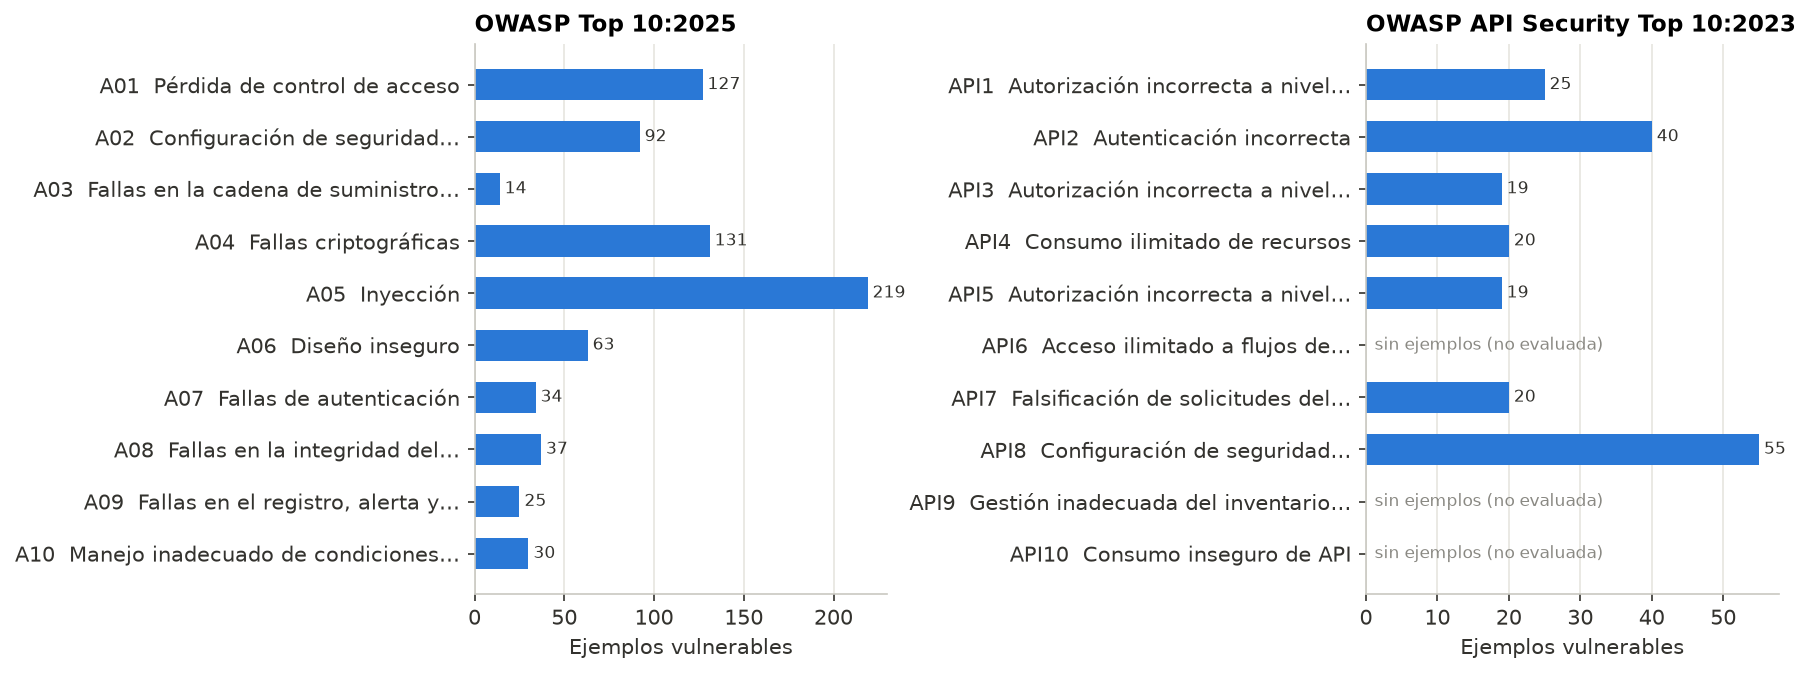 OWASP Top 10:2025
A01 Pérdida de control de acceso
127
A02 Configuración de seguridad...
92
A03 Fallas en la cadena de suministro...
14
A04 Fallas criptográficas
131
A05 Inyección
219
A06 Diseño inseguro
63
A07 Fallas de autenticación
34
A08 Fallas en la integridad del...
37
A09 Fallas en el registro, alerta y...
25
A10 Manejo inadecuado de condiciones...
30
0 50 100 150 200
Ejemplos vulnerables
OWASP API Security Top 10:2023
API1 Autorización incorrecta a nivel...
25
API2 Autenticación incorrecta
40
API3 Autorización incorrecta a nivel...
19
API4 Consumo ilimitado de recursos
20
API5 Autorización incorrecta a nivel...
19
API6 Acceso ilimitado a flujos de...
sin ejemplos (no evaluada)
API7 Falsificación de solicitudes del...
20
API8 Configuración de seguridad...
55
API9 Gestión inadecuada del inventario...
sin ejemplos (no evaluada)
API10 Consumo inseguro de API
sin ejemplos (no evaluada)
0 10 20 30 40 50
Ejemplos vulnerables